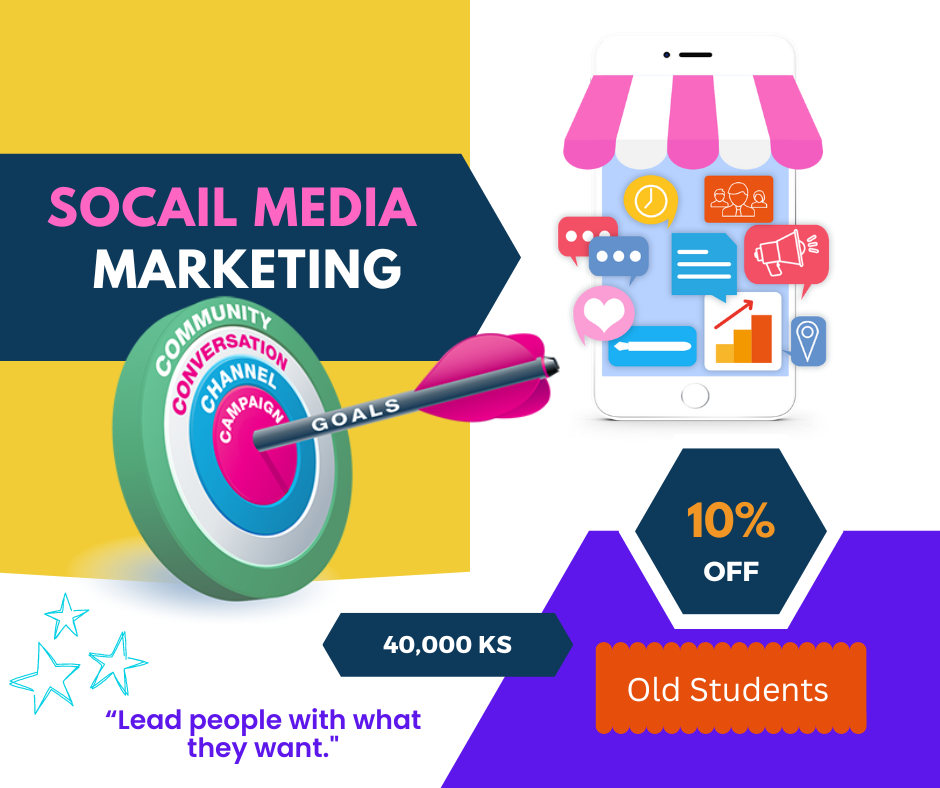 SOCAIL MEDIA
MARKETING
COMMUNITY
CONVERSATION
CHANNEL
CAMPAIGN
GOALS
10%
OFF
40,000 KS
Old Students
“Lead people with what
they want."